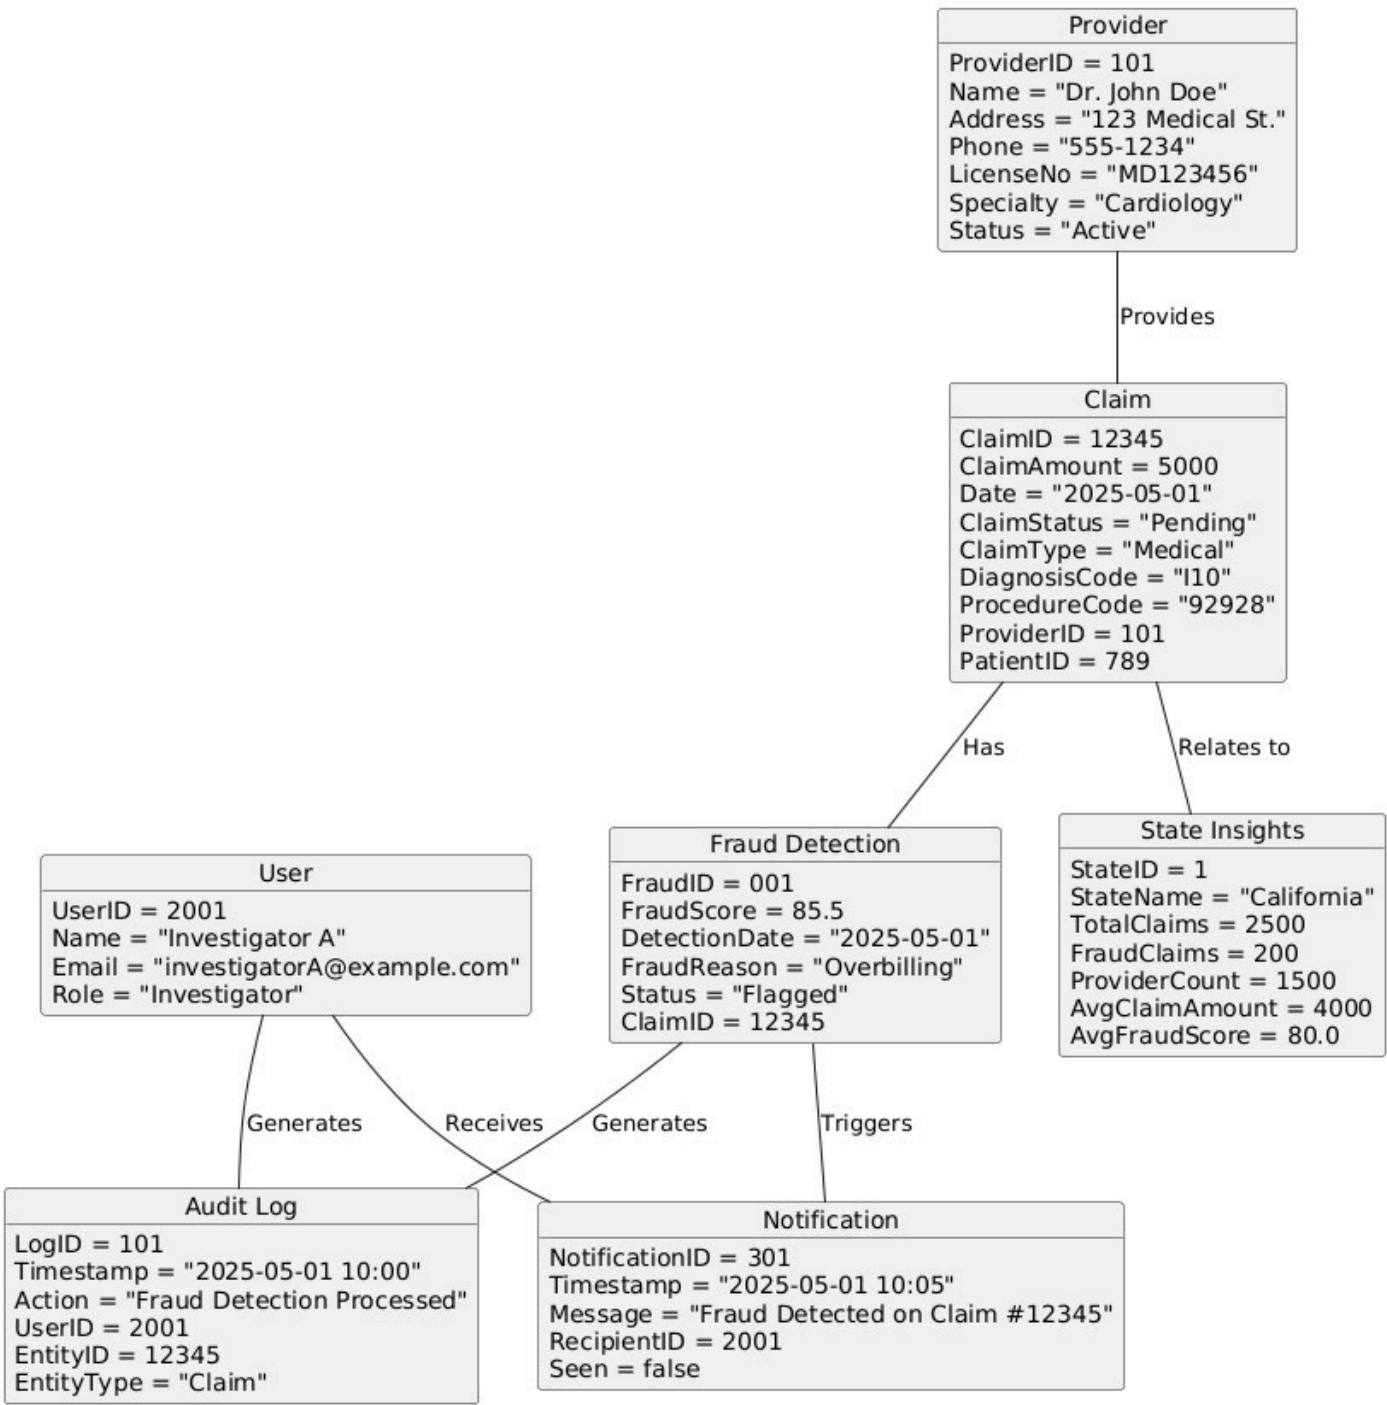 Provider
ProviderID = 101
Name = "Dr. John Doe"
Address = "123 Medical St."
Phone = "555-1234"
LicenseNo = "MD123456"
Specialty = "Cardiology"
Status = "Active"
Provides
Claim
ClaimID = 12345
ClaimAmount = 5000
Date = "2025-05-01"
ClaimStatus = "Pending"
ClaimType = "Medical"
DiagnosisCode = "I10"
ProcedureCode = "92928"
ProviderID = 101
PatientID = 789
Has
Relates to
User
UserID = 2001
Name = "Investigator A"
Email = "investigatorA@example.com"
Role = "Investigator"
Fraud Detection
FraudID = 001
FraudScore = 85.5
DetectionDate = "2025-05-01"
FraudReason = "Overbilling"
Status = "Flagged"
ClaimID = 12345
State Insights
StateID = 1
StateName = "California"
TotalClaims = 2500
FraudClaims = 200
ProviderCount = 1500
AvgClaimAmount = 4000
AvgFraudScore = 80.0
Generates
Receives
Generates
Triggers
Audit Log
LogID = 101
Timestamp = "2025-05-01 10:00"
Action = "Fraud Detection Processed"
UserID = 2001
EntityID = 12345
EntityType = "Claim"
Notification
NotificationID = 301
Timestamp = "2025-05-01 10:05"
Message = "Fraud Detected on Claim #12345"
RecipientID = 2001
Seen = false